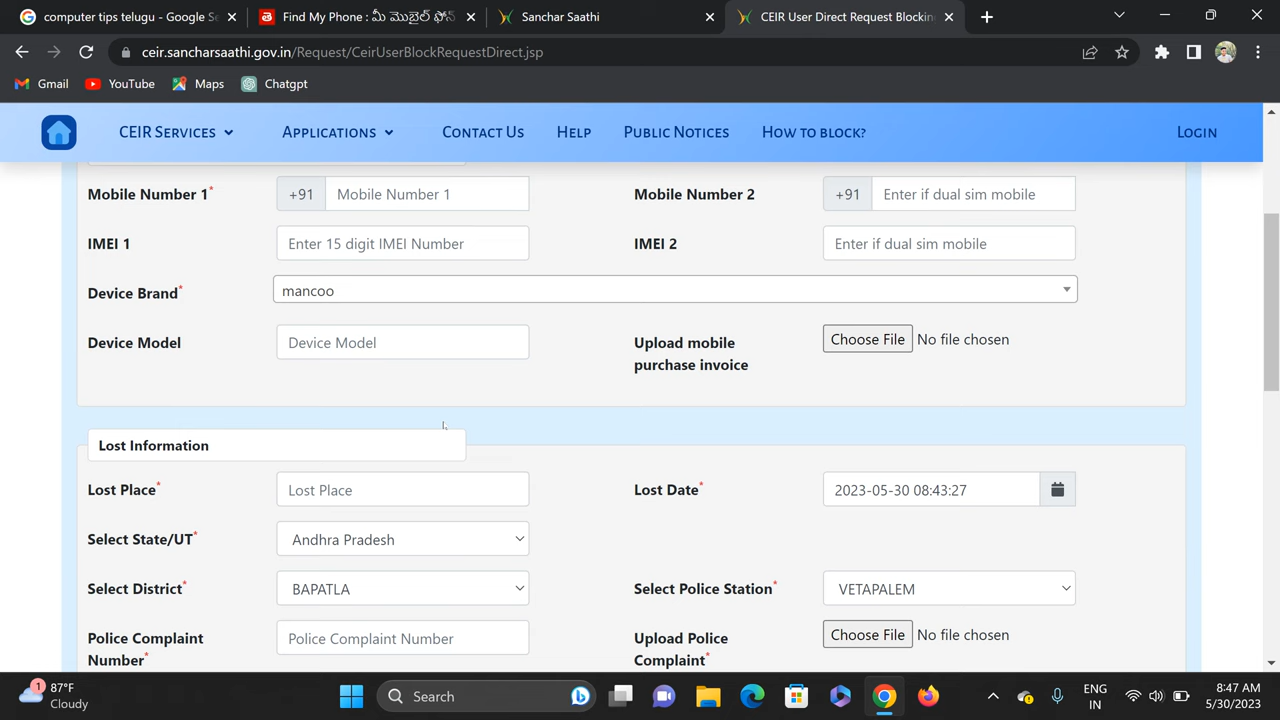 computer tips telugu - Google Se
Find My Phone : మీ మొబైల్ ఫోన్
Sanchar Saathi
CEIR User Direct Request Blocking
ceir.sancharsaathi.gov.in/Request/CeirUserBlockRequestDirect.jsp
Gmail
YouTube
Maps
Chatgpt
CEIR Services
Applications
Contact Us
Help
Public Notices
How to block?
Login
Mobile Number 1*
+91
Mobile Number 1
Mobile Number 2
+91
Enter if dual sim mobile
IMEI 1
Enter 15 digit IMEI Number
IMEI 2
Enter if dual sim mobile
Device Brand*
mancoo
Device Model
Device Model
Upload mobile
purchase invoice
Choose File No file chosen
Lost Information
Lost Place*
Lost Place
Lost Date*
2023-05-30 08:43:27
Select State/UT*
Andhra Pradesh
Select District*
BAPATLA
Select Police Station*
VETAPALEM
Police Complaint
Number*
Police Complaint Number
Upload Police
Complaint*
Choose File No file chosen
1
87°F
Cloudy
Search
ENG
IN
8:47 AM
5/30/2023